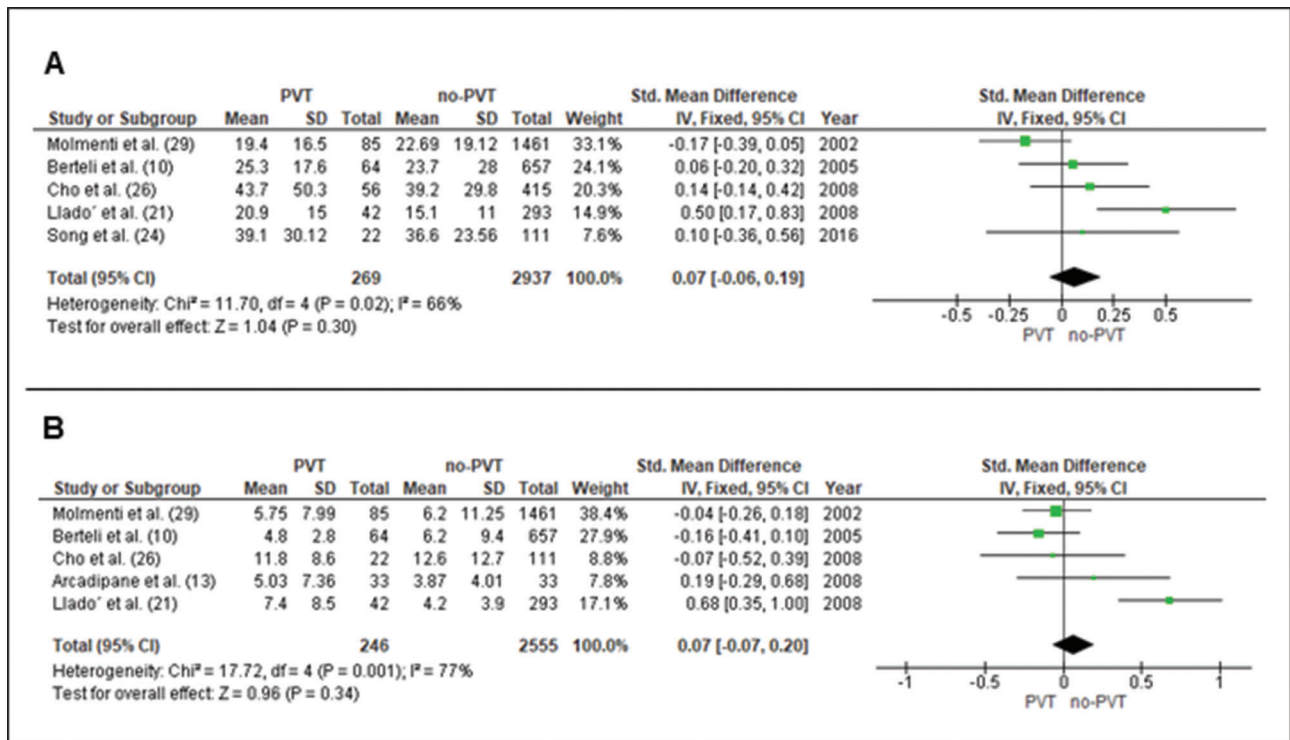 A
PVT no-PVT Std. Mean Difference Std. Mean Difference
Study or Subgroup Mean SD Total Mean SD Total Weight IV, Fixed, 95% CI Year IV, Fixed, 95% CI
Molmenti et al. (29) 19.4 16.5 85 22.69 19.12 1461 33.1% -0.17 [-0.39, 0.05] 2002
Berteli et al. (10) 25.3 17.6 64 23.7 28 657 24.1% 0.06 [-0.20, 0.32] 2005
Cho et al. (26) 43.7 50.3 56 39.2 29.8 415 20.3% 0.14 [-0.14, 0.42] 2008
Llado´ et al. (21) 20.9 15 42 15.1 11 293 14.9% 0.50 [0.17, 0.83] 2008
Song et al. (24) 39.1 30.12 22 36.6 23.56 111 7.6% 0.10 [-0.36, 0.56] 2016
Total (95% CI) 269 2937 100.0% 0.07 [-0.06, 0.19]
Heterogeneity: Chi² = 11.70, df = 4 (P = 0.02); I² = 66%
Test for overall effect: Z = 1.04 (P = 0.30)
-0.5 -0.25 0 0.25 0.5
PVT no-PVT
B
PVT no-PVT Std. Mean Difference Std. Mean Difference
Study or Subgroup Mean SD Total Mean SD Total Weight IV, Fixed, 95% CI Year IV, Fixed, 95% CI
Molmenti et al. (29) 5.75 7.99 85 6.2 11.25 1461 38.4% -0.04 [-0.26, 0.18] 2002
Berteli et al. (10) 4.8 2.8 64 6.2 9.4 657 27.9% -0.16 [-0.41, 0.10] 2005
Cho et al. (26) 11.8 8.6 22 12.6 12.7 111 8.8% -0.07 [-0.52, 0.39] 2008
Arcadipane et al. (13) 5.03 7.36 33 3.87 4.01 33 7.8% 0.19 [-0.29, 0.68] 2008
Llado´ et al. (21) 7.4 8.5 42 4.2 3.9 293 17.1% 0.68 [0.35, 1.00] 2008
Total (95% CI) 246 2555 100.0% 0.07 [-0.07, 0.20]
Heterogeneity: Chi² = 17.72, df = 4 (P = 0.001); I² = 77%
Test for overall effect: Z = 0.96 (P = 0.34)
-1 -0.5 0 0.5 1
PVT no-PVT